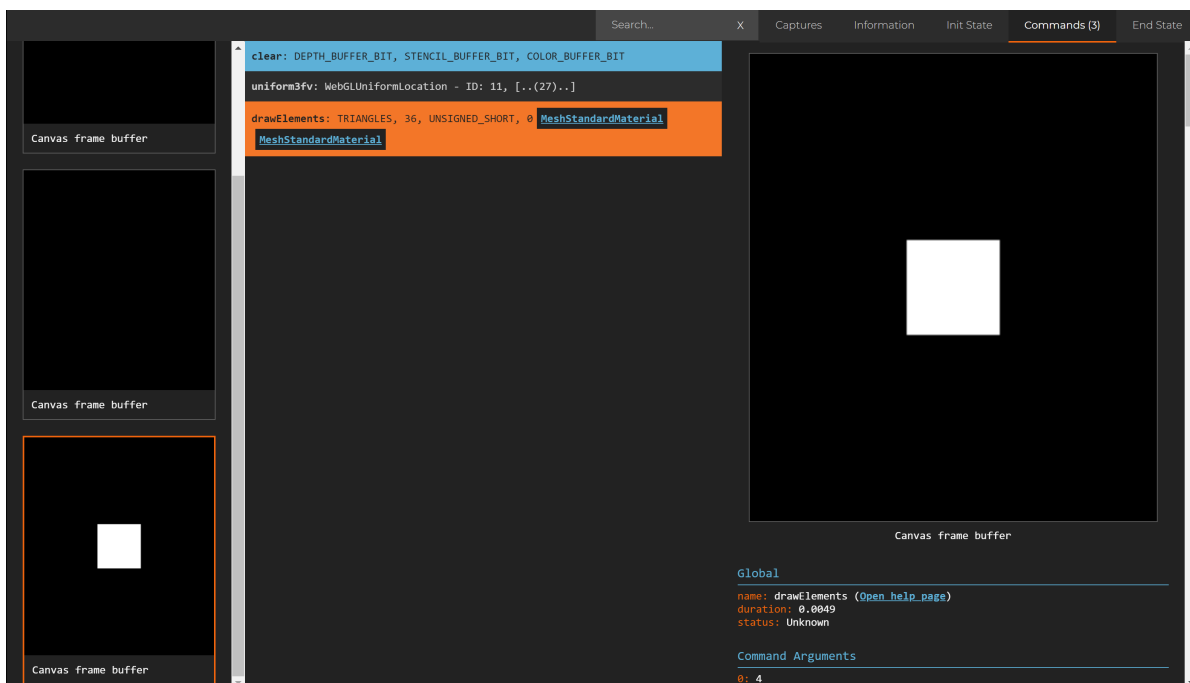 Search... X Captures Information Init State Commands (3) End State
Canvas frame buffer
Canvas frame buffer
Canvas frame buffer
clear: DEPTH_BUFFER_BIT, STENCIL_BUFFER_BIT, COLOR_BUFFER_BIT
uniform3fv: WebGLUniformLocation - ID: 11, [..(27)..]
drawElements: TRIANGLES, 36, UNSIGNED_SHORT, 0 MeshStandardMaterial
MeshStandardMaterial
Canvas frame buffer
Global
name: drawElements (Open help page)
duration: 0.0049
status: Unknown
Command Arguments
0: 4